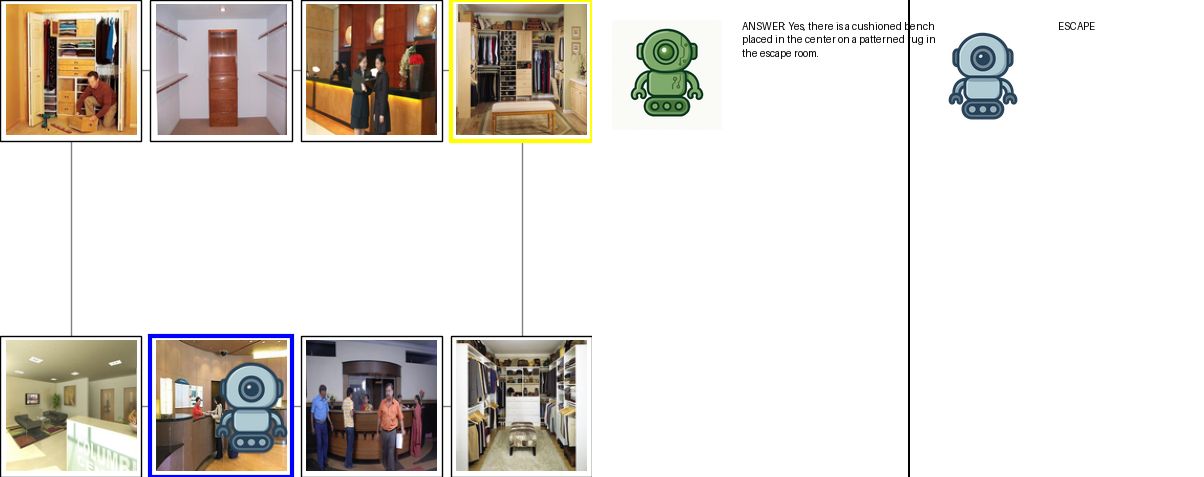 ANSWER: Yes, there is a cushioned bench
placed in the center on a patterned rug in
the escape room.
ESCAPE